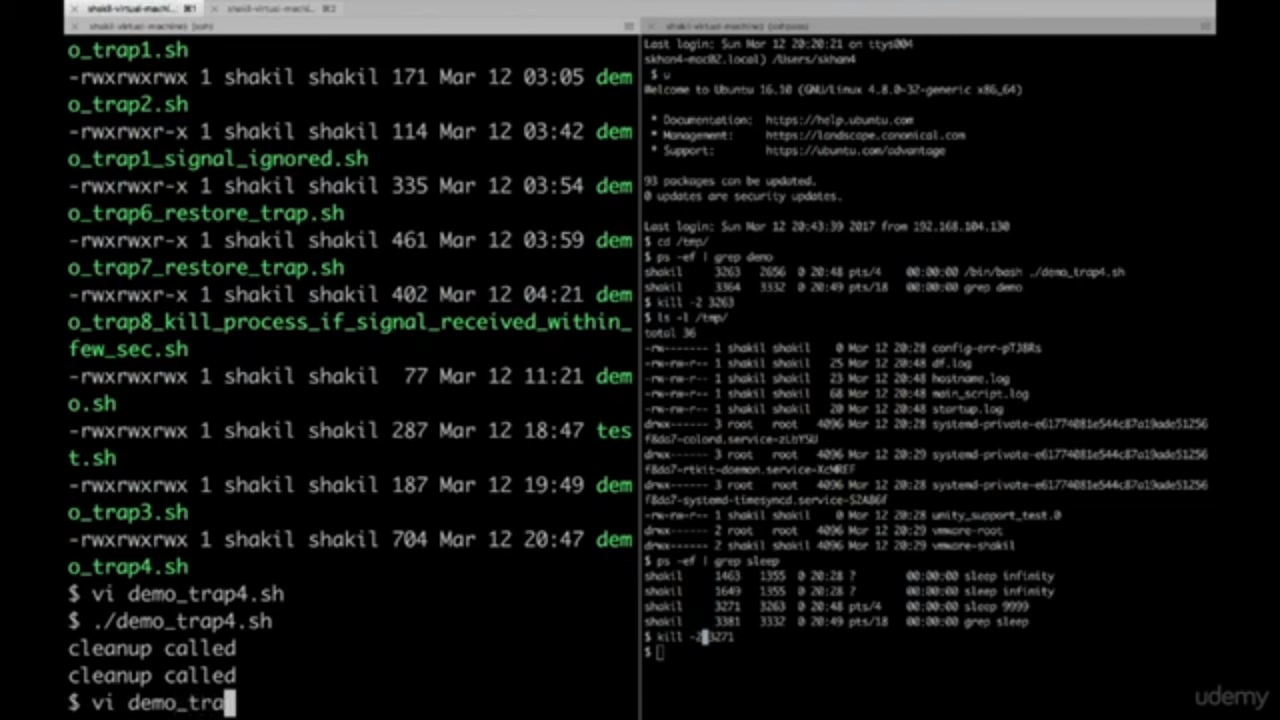 shakil-virtual-machi... ⌘1
shakil-virtual-machi... ⌘2
shakil-virtual-machine3 (ssh)
o_trap1.sh
-rwxrwxrwx 1 shakil shakil 171 Mar 12 03:05 dem
o_trap2.sh
-rwxrwxr-x 1 shakil shakil 114 Mar 12 03:42 dem
o_trap1_signal_ignored.sh
-rwxrwxr-x 1 shakil shakil 335 Mar 12 03:54 dem
o_trap6_restore_trap.sh
-rwxrwxr-x 1 shakil shakil 461 Mar 12 03:59 dem
o_trap7_restore_trap.sh
-rwxrwxr-x 1 shakil shakil 402 Mar 12 04:21 dem
o_trap8_kill_process_if_signal_received_within_
few_sec.sh
-rwxrwxrwx 1 shakil shakil  77 Mar 12 11:21 dem
o.sh
-rwxrwxrwx 1 shakil shakil 287 Mar 12 18:47 tes
t.sh
-rwxrwxrwx 1 shakil shakil 187 Mar 12 19:49 dem
o_trap3.sh
-rwxrwxrwx 1 shakil shakil 704 Mar 12 20:47 dem
o_trap4.sh
$ vi demo_trap4.sh
$ ./demo_trap4.sh
cleanup called
cleanup called
$ vi demo_tra
Last login: Sun Mar 12 20:20:21 on ttys004
skhan4-mac02.local) /Users/skhan4
$ u
Welcome to Ubuntu 16.10 (GNU/Linux 4.8.0-32-generic x86_64)
* Documentation: https://help.ubuntu.com
* Management: https://landscape.canonical.com
* Support: https://ubuntu.com/advantage
93 packages can be updated.
0 updates are security updates.
Last login: Sun Mar 12 20:43:39 2017 from 192.168.104.130
$ cd /tmp/
$ ps -ef | grep demo
shakil 3263 2656 0 20:48 pts/4 00:00:00 /bin/bash ./demo_trap4.sh
shakil 3364 3332 0 20:49 pts/18 00:00:00 grep demo
$ kill -2 3263
$ ls -l /tmp/
total 36
-rw------- 1 shakil shakil 0 Mar 12 20:28 config-err-pTJ8Rs
-rw-rw-r-- 1 shakil shakil 25 Mar 12 20:48 df.log
-rw-rw-r-- 1 shakil shakil 23 Mar 12 20:48 hostname.log
-rw-rw-r-- 1 shakil shakil 68 Mar 12 20:48 main_script.log
-rw-rw-r-- 1 shakil shakil 20 Mar 12 20:48 startup.log
drwx------ 3 root root 4096 Mar 12 20:28 systemd-private-e61774081e544c87a19ade51256
f8da7-colord.service-zLbYSU
drwx------ 3 root root 4096 Mar 12 20:29 systemd-private-e61774081e544c87a19ade51256
f8da7-rtkit-daemon.service-XcMREF
drwx------ 3 root root 4096 Mar 12 20:28 systemd-private-e61774081e544c87a19ade51256
f8da7-systemd-timesyncd.service-S2AB6f
-rw-rw-r-- 1 shakil shakil 0 Mar 12 20:28 unity_support_test.0
drwx------ 2 root root 4096 Mar 12 20:29 vmware-root
drwx------ 2 shakil shakil 4096 Mar 12 20:29 vmware-shakil
$ ps -ef | grep sleep
shakil 1463 1355 0 20:28 ? 00:00:00 sleep infinity
shakil 1649 1355 0 20:28 ? 00:00:00 sleep infinity
shakil 3271 3263 0 20:48 pts/4 00:00:00 sleep 9999
shakil 3381 3332 0 20:49 pts/18 00:00:00 grep sleep
$ kill -2 3271
$
udemy